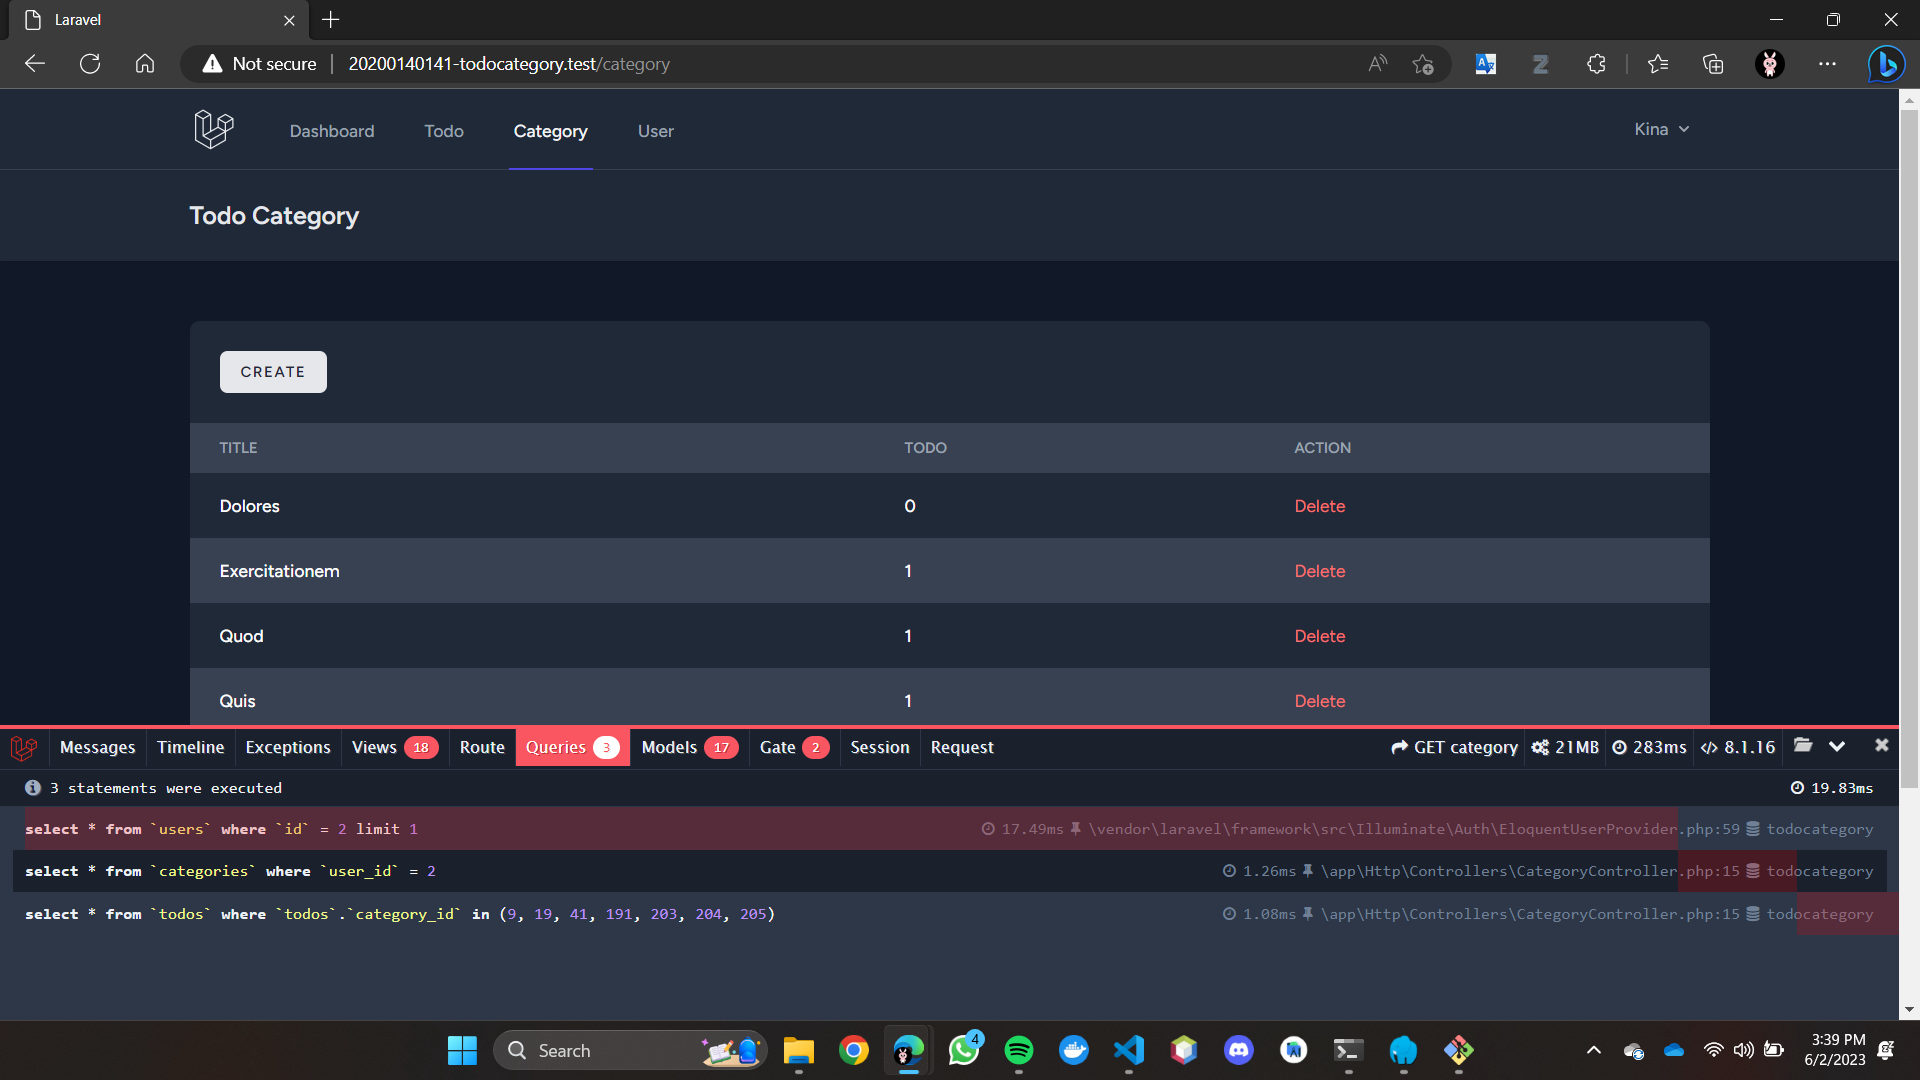 Laravel
Not secure 20200140141-todocategory.test/category
Dashboard Todo Category User Kina
Todo Category
CREATE
TITLE TODO ACTION
Dolores 0 Delete
Exercitationem 1 Delete
Quod 1 Delete
Quis 1 Delete
Messages Timeline Exceptions Views 18 Route Queries 3 Models 17 Gate 2 Session Request GET category 21MB 283ms 8.1.16
3 statements were executed 19.83ms
select * from `users` where `id` = 2 limit 1 17.49ms \vendor\laravel\framework\src\Illuminate\Auth\EloquentUserProvider.php:59 todocategory
select * from `categories` where `user_id` = 2 1.26ms \app\Http\Controllers\CategoryController.php:15 todocategory
select * from `todos` where `todos`.`category_id` in (9, 19, 41, 191, 203, 204, 205) 1.08ms \app\Http\Controllers\CategoryController.php:15 todocategory
Search 4 3:39 PM
6/2/2023